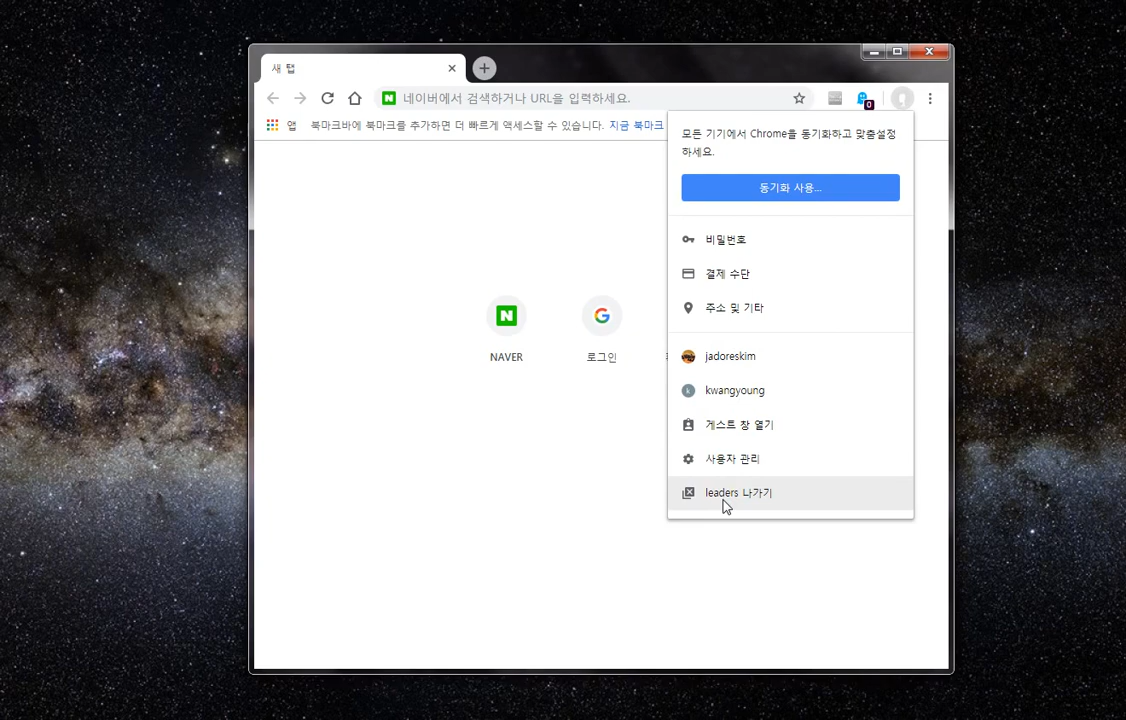 새 탭
네이버에서 검색하거나 URL을 입력하세요.
0
앱
북마크바에 북마크를 추가하면 더 빠르게 액세스할 수 있습니다. 지금 북마크
모든 기기에서 Chrome을 동기화하고 맞춤설정
하세요.
동기화 사용...
비밀번호
결제 수단
주소 및 기타
NAVER
로그인
jadoreskim
k kwangyoung
게스트 창 열기
사용자 관리
leaders 나가기